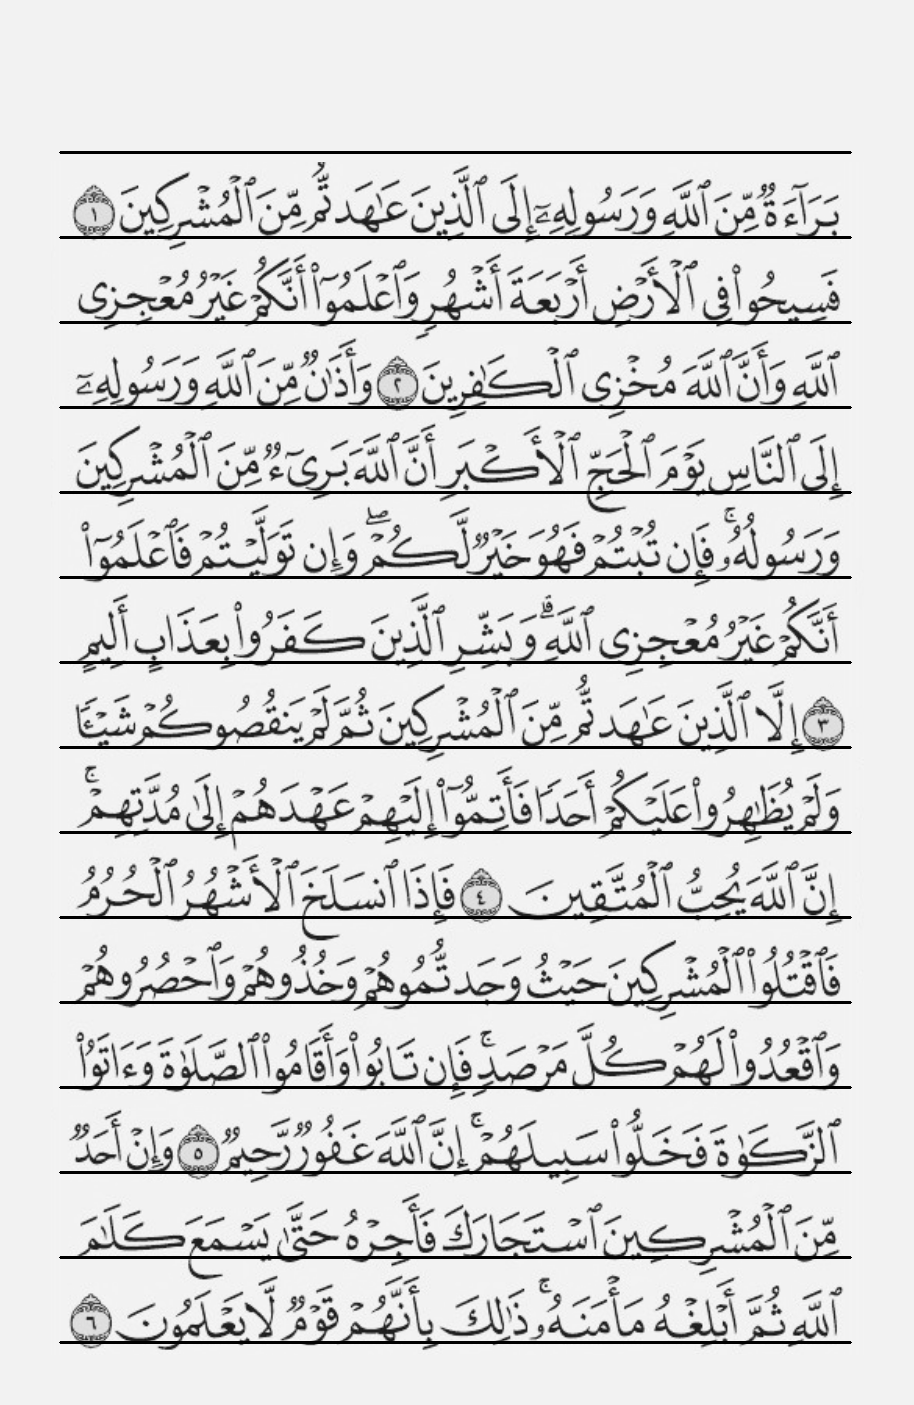 بَرَآءَةٌ مِّنَ ٱللَّهِ وَرَسُولِهِۦٓ إِلَى ٱلَّذِينَ عَٰهَدتُّم مِّنَ ٱلْمُشْرِكِينَ ١
فَسِيحُوا۟ فِى ٱلْأَرْضِ أَرْبَعَةَ أَشْهُرٍ وَٱعْلَمُوٓا۟ أَنَّكُمْ غَيْرُ مُعْجِزِى
ٱللَّهِ وَأَنَّ ٱللَّهَ مُخْزِى ٱلْكَٰفِرِينَ ٢ وَأَذَٰنٌ مِّنَ ٱللَّهِ وَرَسُولِهِۦٓ
إِلَى ٱلنَّاسِ يَوْمَ ٱلْحَجِّ ٱلْأَكْبَرِ أَنَّ ٱللَّهَ بَرِىٓءٌ مِّنَ ٱلْمُشْرِكِينَ
وَرَسُولُهُۥ ۚ فَإِن تُبْتُمْ فَهُوَ خَيْرٌ لَّكُمْ ۖ وَإِن تَوَلَّيْتُمْ فَٱعْلَمُوٓا۟
أَنَّكُمْ غَيْرُ مُعْجِزِى ٱللَّهِ ۗ وَبَشِّرِ ٱلَّذِينَ كَفَرُوا۟ بِعَذَابٍ أَلِيمٍ
٣ إِلَّا ٱلَّذِينَ عَٰهَدتُّم مِّنَ ٱلْمُشْرِكِينَ ثُمَّ لَمْ يَنقُصُوكُمْ شَيْـًٔا
وَلَمْ يُظَٰهِرُوا۟ عَلَيْكُمْ أَحَدًا فَأَتِمُّوٓا۟ إِلَيْهِمْ عَهْدَهُمْ إِلَىٰ مُدَّتِهِمْ ۚ
إِنَّ ٱللَّهَ يُحِبُّ ٱلْمُتَّقِينَ ٤ فَإِذَا ٱنسَلَخَ ٱلْأَشْهُرُ ٱلْحُرُمُ
فَٱقْتُلُوا۟ ٱلْمُشْرِكِينَ حَيْثُ وَجَدتُّمُوهُمْ وَخُذُوهُمْ وَٱحْصُرُوهُمْ
وَٱقْعُدُوا۟ لَهُمْ كُلَّ مَرْصَدٍ ۚ فَإِن تَابُوا۟ وَأَقَامُوا۟ ٱلصَّلَوٰةَ وَءَاتَوُا۟
ٱلزَّكَوٰةَ فَخَلُّوا۟ سَبِيلَهُمْ ۚ إِنَّ ٱللَّهَ غَفُورٌ رَّحِيمٌ ٥ وَإِنْ أَحَدٌ
مِّنَ ٱلْمُشْرِكِينَ ٱسْتَجَارَكَ فَأَجِرْهُ حَتَّىٰ يَسْمَعَ كَلَٰمَ
ٱللَّهِ ثُمَّ أَبْلِغْهُ مَأْمَنَهُۥ ۚ ذَٰلِكَ بِأَنَّهُمْ قَوْمٌ لَّا يَعْلَمُونَ ٦